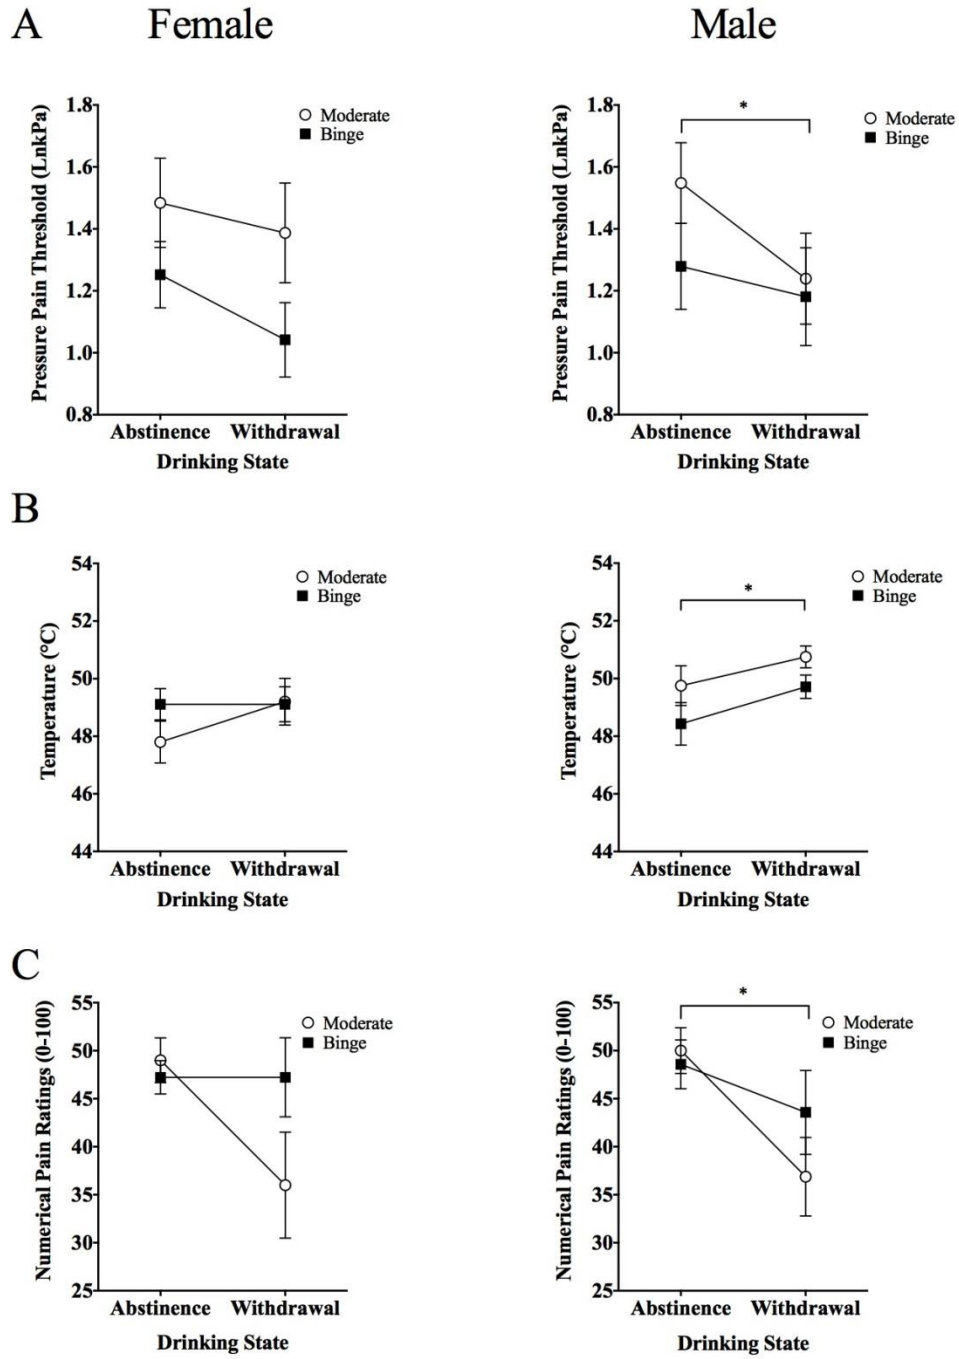 A
Female
Male
Pressure Pain Threshold (LnkPa)
1.8
1.6
1.4
1.2
1.0
0.8
Moderate
Binge
Abstinence Withdrawal
Drinking State
Pressure Pain Threshold (LnkPa)
1.8
1.6
1.4
1.2
1.0
0.8
*
Moderate
Binge
Abstinence Withdrawal
Drinking State
B
Temperature (°C)
54
52
50
48
46
44
Moderate
Binge
Abstinence Withdrawal
Drinking State
Temperature (°C)
54
52
50
48
46
44
*
Moderate
Binge
Abstinence Withdrawal
Drinking State
C
Numerical Pain Ratings (0-100)
55
50
45
40
35
30
25
Moderate
Binge
Abstinence Withdrawal
Drinking State
Numerical Pain Ratings (0-100)
55
50
45
40
35
30
25
*
Moderate
Binge
Abstinence Withdrawal
Drinking State